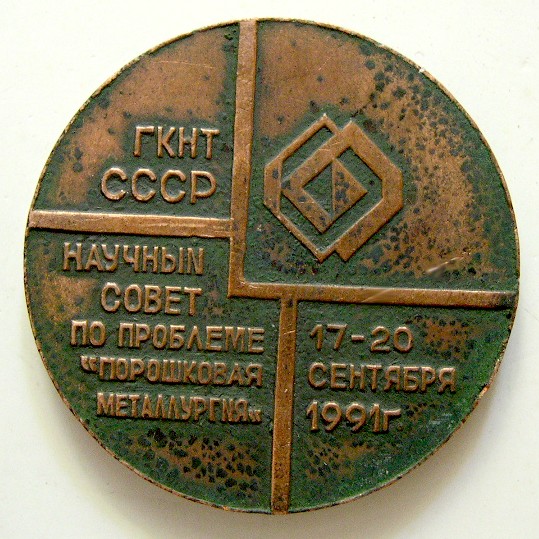 ГКНТ
СССР
НАУЧНЫЙ
СОВЕТ
ПО ПРОБЛЕМЕ
“ПОРОШКОВАЯ
МЕТАЛЛУРГИЯ„
17-20
СЕНТЯБРЯ
1991г